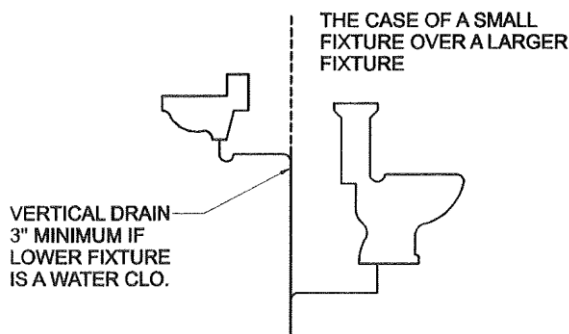 THE CASE OF A SMALL
FIXTURE OVER A LARGER
FIXTURE
VERTICAL DRAIN
3" MINIMUM IF
LOWER FIXTURE
IS A WATER CLO.